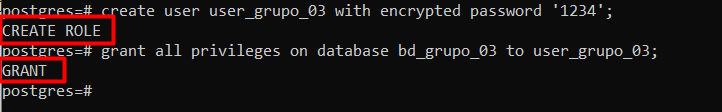 postgres=# create user user_grupo_03 with encrypted password '1234';
CREATE ROLE
postgres=# grant all privileges on database bd_grupo_03 to user_grupo_03;
GRANT
postgres=#